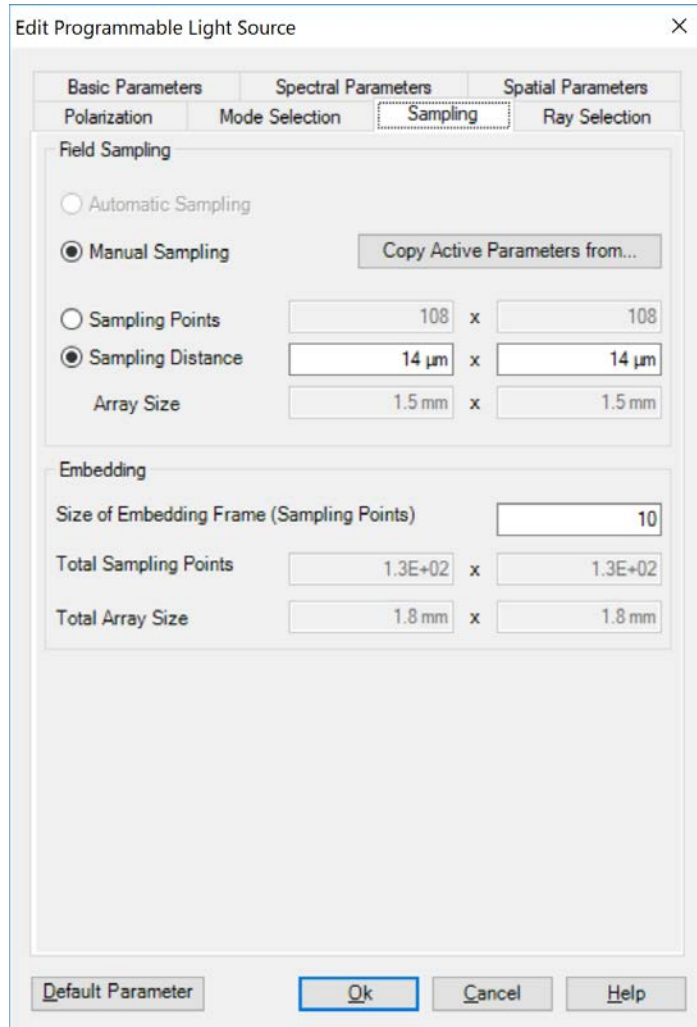 Edit Programmable Light Source
Basic Parameters Spectral Parameters Spatial Parameters
Polarization Mode Selection Sampling Ray Selection
Field Sampling
Automatic Sampling
Manual Sampling Copy Active Parameters from...
Sampling Points 108 x 108
Sampling Distance 14 µm x 14 µm
Array Size 1.5 mm x 1.5 mm
Embedding
Size of Embedding Frame (Sampling Points) 10
Total Sampling Points 1.3E+02 x 1.3E+02
Total Array Size 1.8 mm x 1.8 mm
Default Parameter Ok Cancel Help